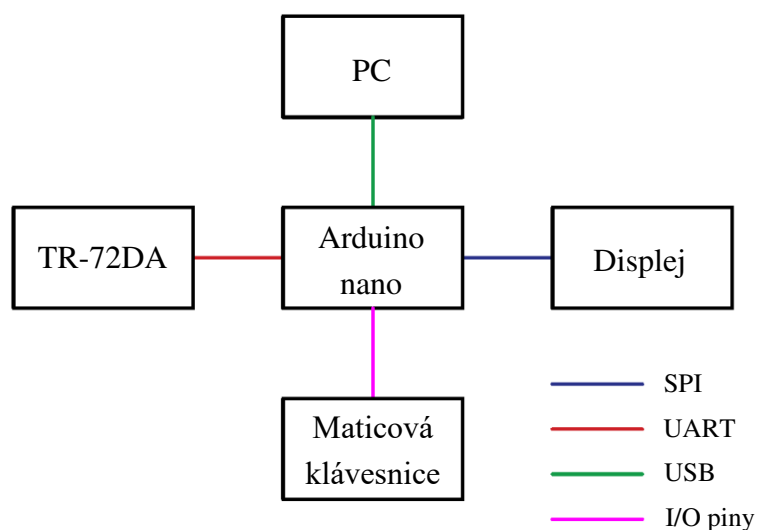 PC
TR-72DA
Arduino
nano
Displej
Maticová
klávesnice
SPI
UART
USB
I/O piny